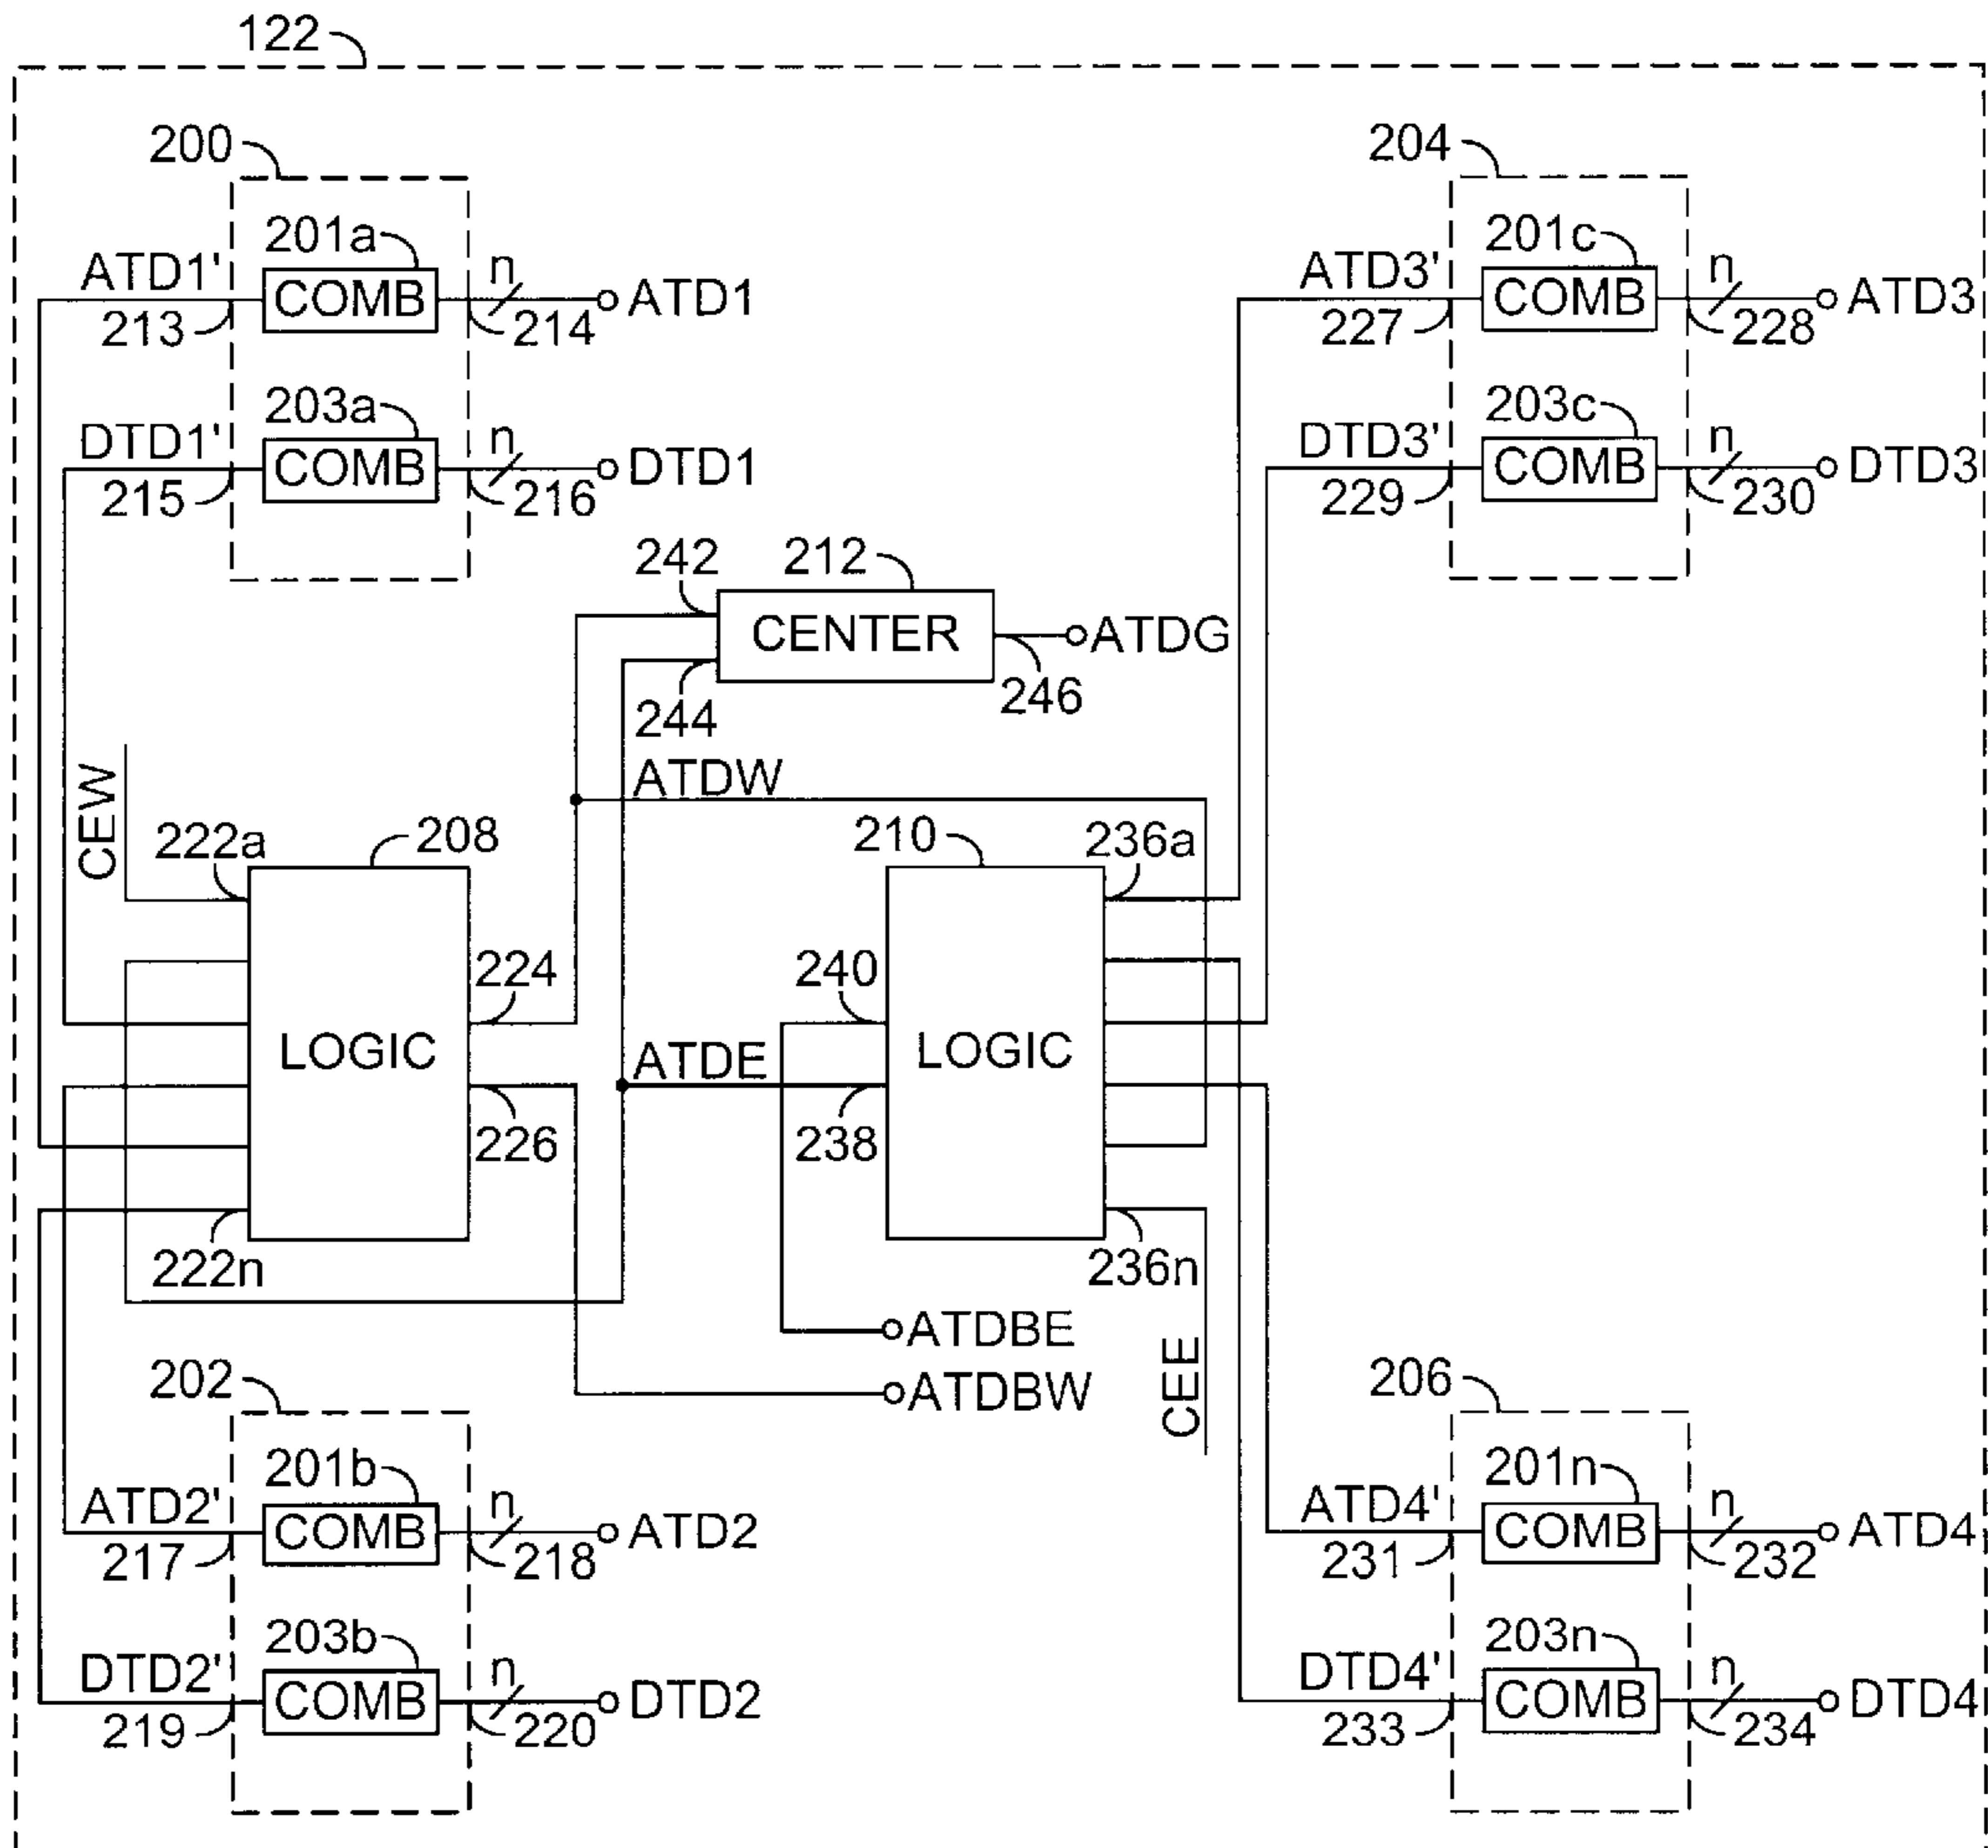 122
200
204
201a
201c
ATD1' COMB n ATD1
ATD3' COMB n ATD3
213 214
227 228
203a
203c
DTD1' COMB n DTD1
DTD3' COMB n DTD3
215 216
229 230
242 212
CENTER ATDG
244 246
ATDW
CEW
222a 208
210 236a
224
240
LOGIC
LOGIC
ATDE
226
238
222n
236n
ATDBE
ATDBW
CEE
202
206
201b
201n
ATD2' COMB n ATD2
ATD4' COMB n ATD4
217 218
231 232
203b
203n
DTD2' COMB n DTD2
DTD4' COMB n DTD4
219 220
233 234